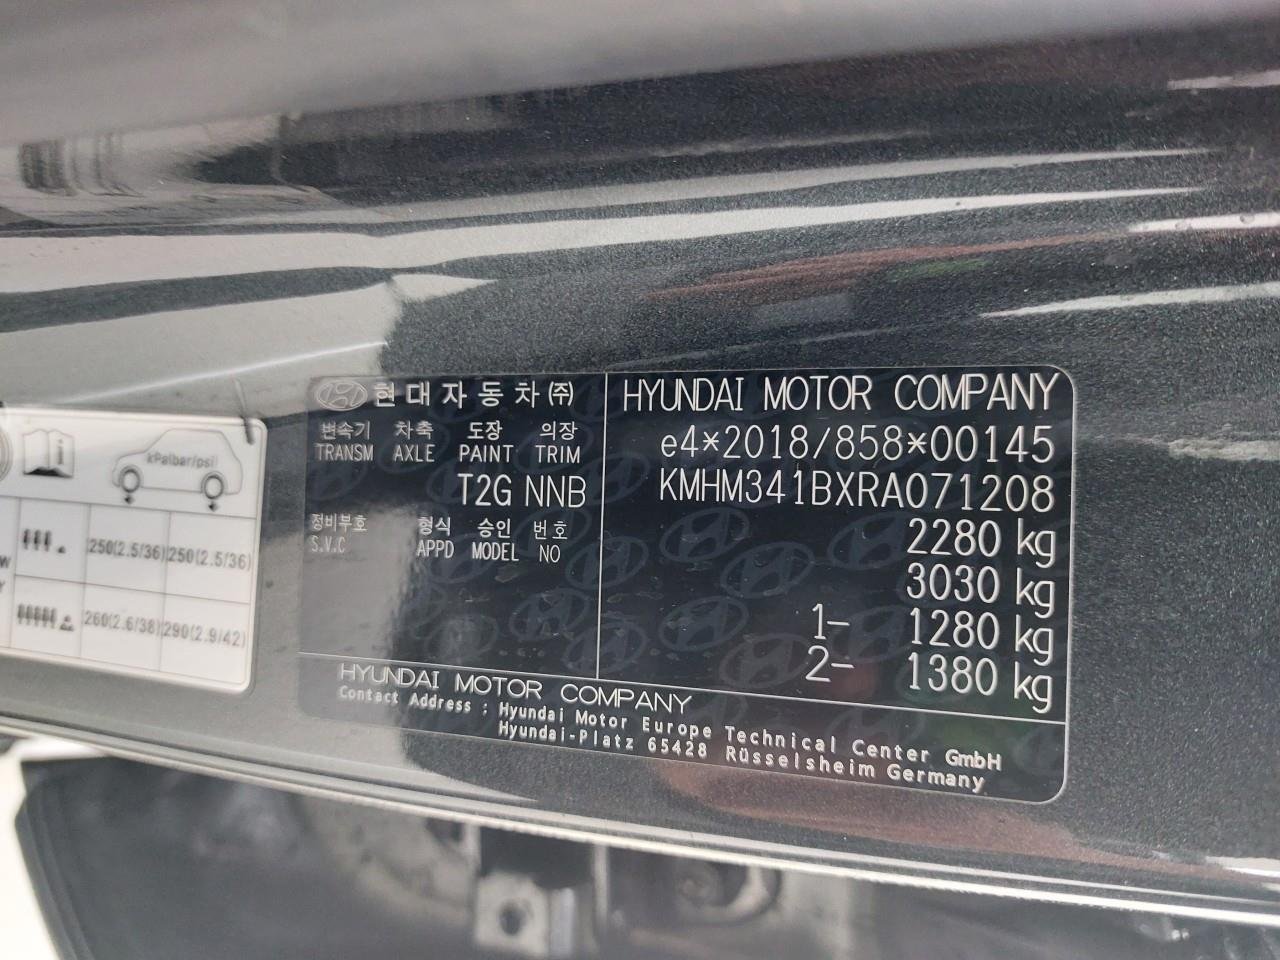 현대자동차㈜
변속기 차축 도장 의장
TRANSM AXLE PAINT TRIM
T2G NNB
정비부호 형식 승인 번호
S.V.C APPD MODEL NO
HYUNDAI MOTOR COMPANY
e4*2018/858*00145
KMHM341BXRA071208
2280 kg
3030 kg
1- 1280 kg
2- 1380 kg
HYUNDAI MOTOR COMPANY
Contact Address : Hyundai Motor Europe Technical Center GmbH
Hyundai-Platz 65428 Rüsselsheim Germany
kPa(bar/psi)
250(2.5/36) 250(2.5/36)
260(2.6/38) 290(2.9/42)